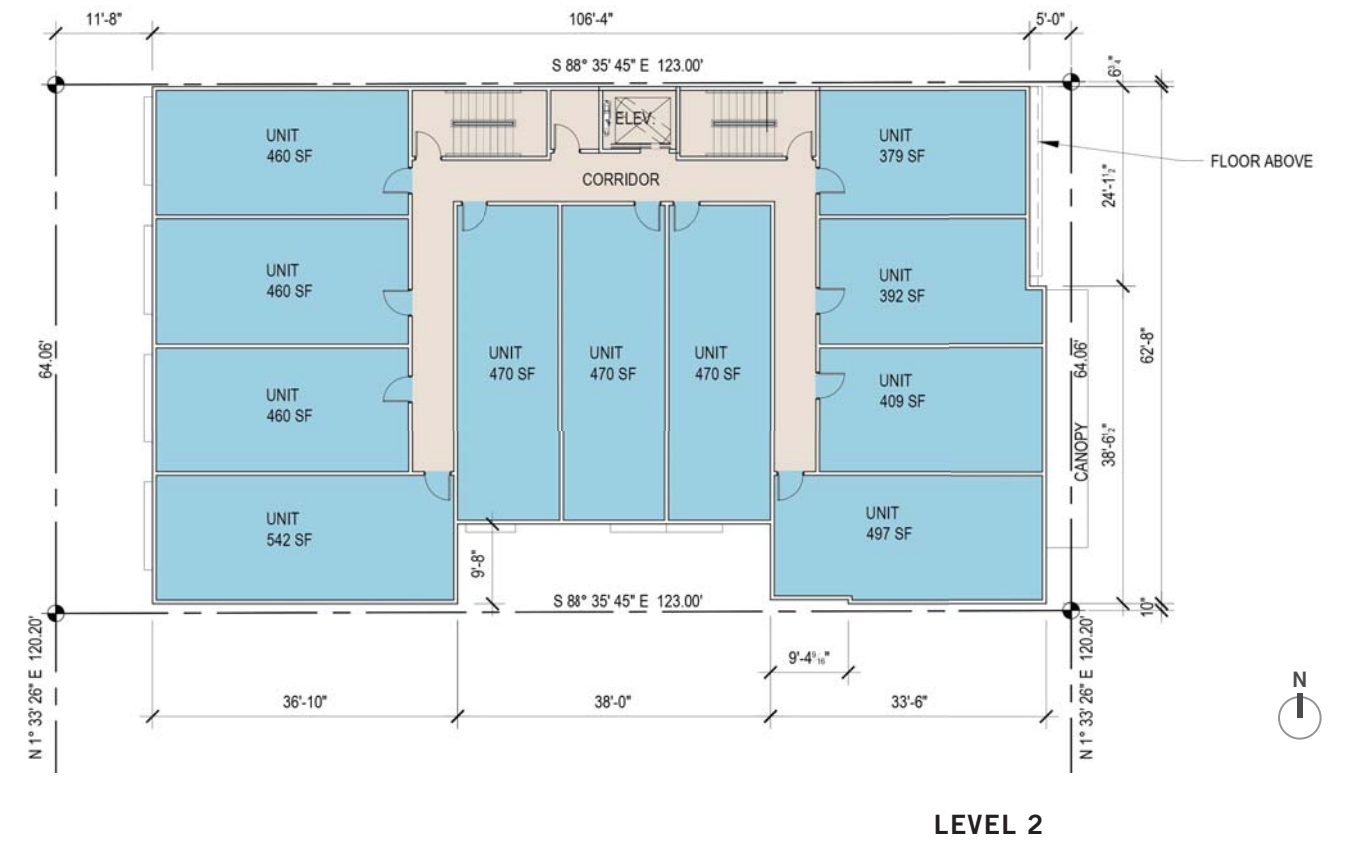 11'-8" 106'-4" 5'-0"
S 88° 35' 45" E 123.00'
6¾"
UNIT
460 SF
ELEV.
UNIT
379 SF
FLOOR ABOVE
CORRIDOR
24'-1½"
UNIT
460 SF
UNIT
392 SF
64.06'
UNIT
470 SF
UNIT
470 SF
UNIT
470 SF
64.06'
62'-8"
UNIT
460 SF
UNIT
409 SF
CANOPY
38'-6½"
UNIT
542 SF
UNIT
497 SF
9'-8"
S 88° 35' 45" E 123.00'
10"
N 1° 33' 26" E 120.20'
9'-4 9/16"
N 1° 33' 26" E 120.20'
36'-10" 38'-0" 33'-6"
N
LEVEL 2